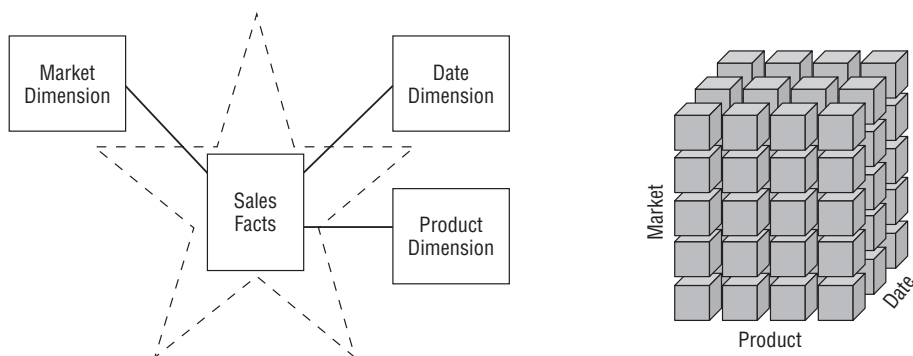 Market
Dimension
Date
Dimension
Sales
Facts
Product
Dimension
Market
Product
Date